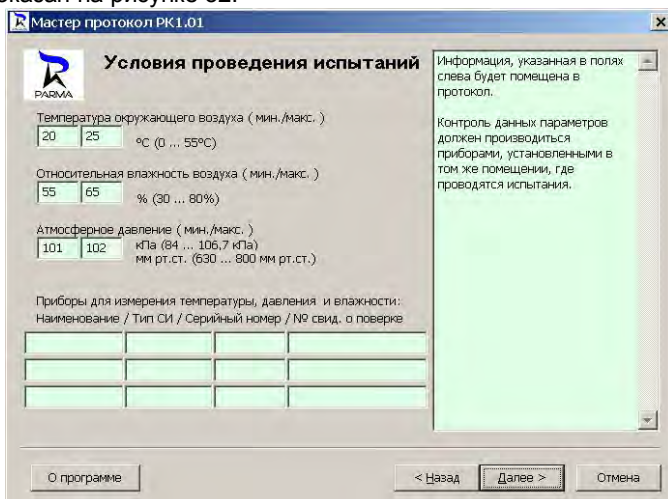 Мастер протокол РК1.01
Условия проведения испытаний
PARMA
Температура окружающего воздуха ( мин./макс. )
20 25 °C (0 ... 55°C)
Относительная влажность воздуха ( мин./макс. )
55 65 % (30 ... 80%)
Атмосферное давление ( мин./макс. )
101 102 кПа (84 ... 106,7 кПа)
мм рт.ст. (630 ... 800 мм рт.ст.)
Приборы для измерения температуры, давления и влажности:
Наименование / Тип СИ / Серийный номер / № свид. о поверке
Информация, указанная в полях
слева будет помещена в
протокол.
Контроль данных параметров
должен производиться
приборами, установленными в
том же помещении, где
проводятся испытания.
О программе
< Назад
Далее >
Отмена